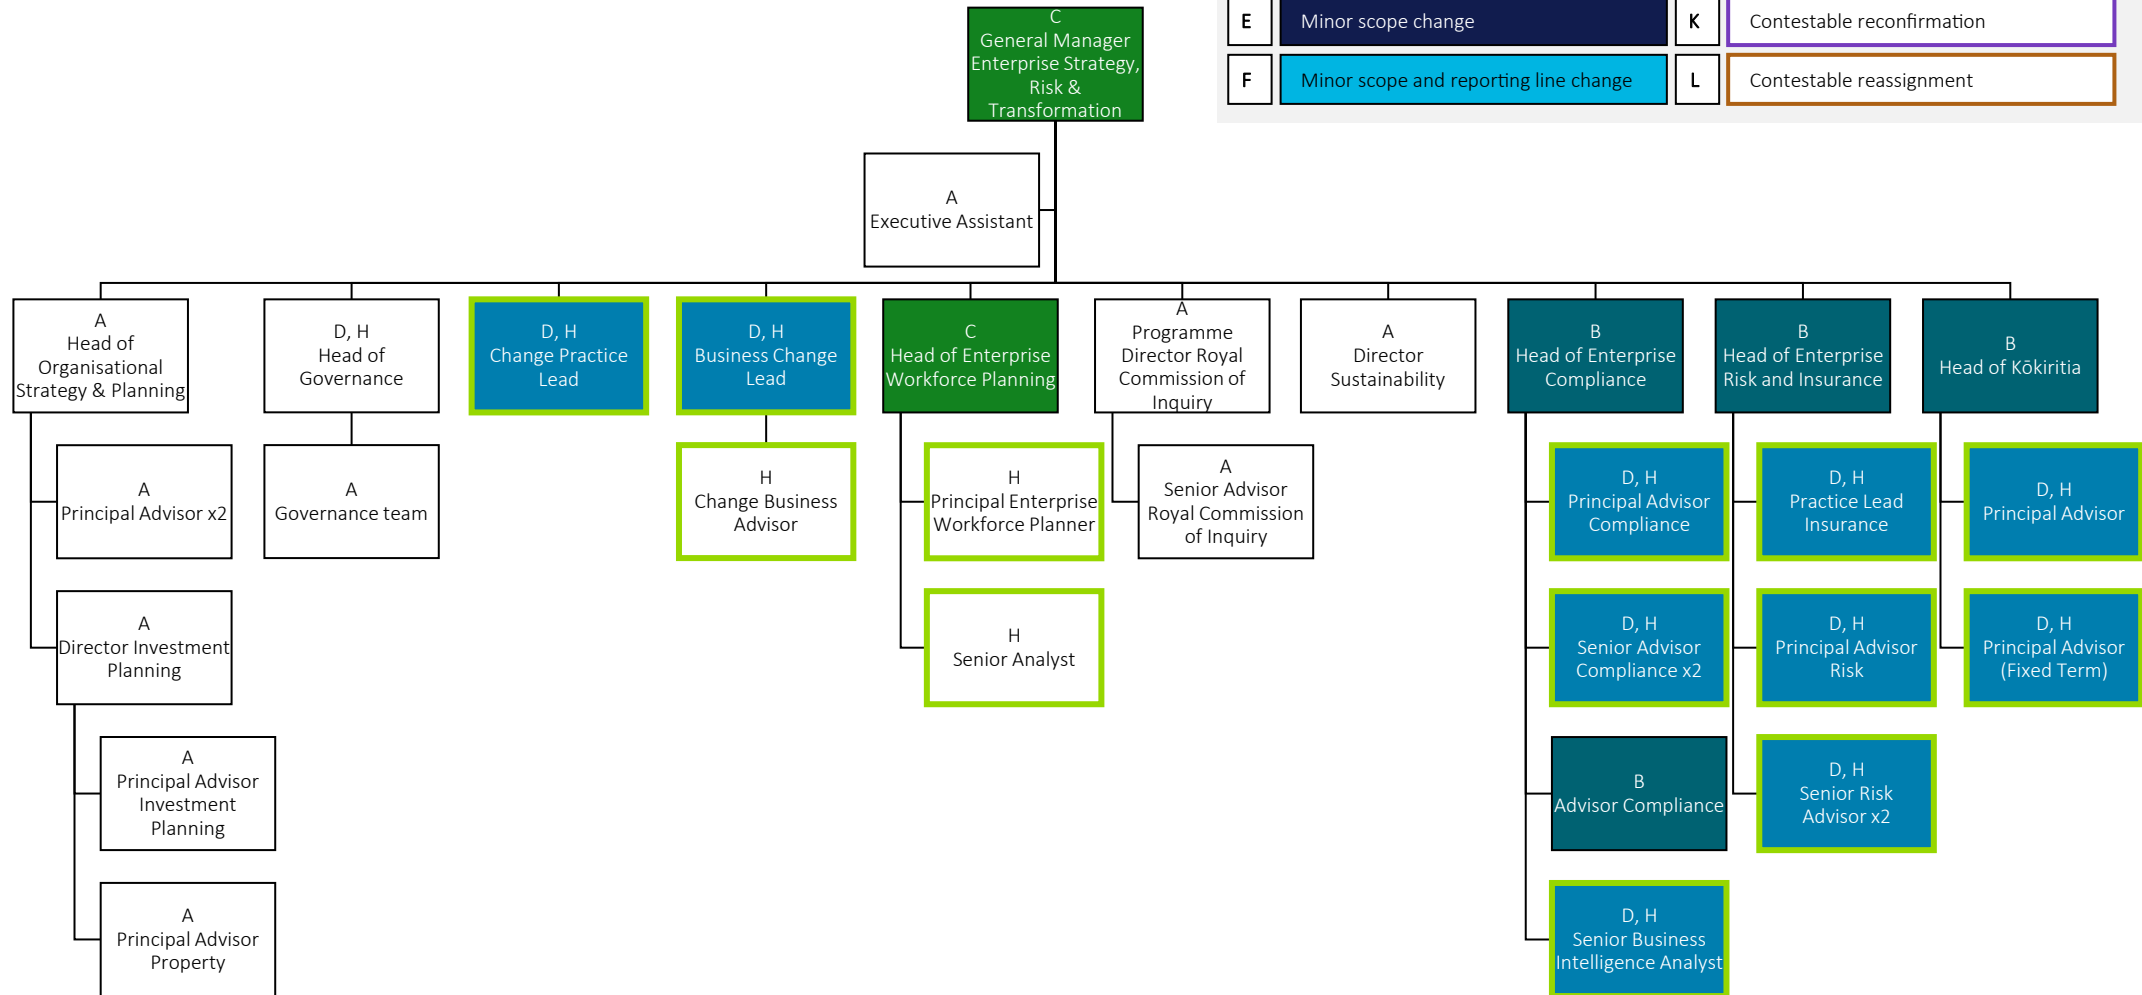 C
General Manager
Enterprise Strategy,
Risk &
Transformation
E
Minor scope change
K
Contestable reconfirmation
F
Minor scope and reporting line change
L
Contestable reassignment
A
Executive Assistant
A
Head of
Organisational
Strategy & Planning
D, H
Head of
Governance
D, H
Change Practice
Lead
D, H
Business Change
Lead
C
Head of Enterprise
Workforce Planning
A
Programme
Director Royal
Commission of
Inquiry
A
Director
Sustainability
B
Head of Enterprise
Compliance
B
Head of Enterprise
Risk and Insurance
B
Head of Kōkiritia
A
Principal Advisor x2
A
Governance team
H
Change Business
Advisor
H
Principal Enterprise
Workforce Planner
A
Senior Advisor
Royal Commission
of Inquiry
D, H
Principal Advisor
Compliance
D, H
Practice Lead
Insurance
D, H
Principal Advisor
A
Director Investment
Planning
H
Senior Analyst
D, H
Senior Advisor
Compliance x2
D, H
Principal Advisor
Risk
D, H
Principal Advisor
(Fixed Term)
A
Principal Advisor
Investment
Planning
B
Advisor Compliance
D, H
Senior Risk
Advisor x2
A
Principal Advisor
Property
D, H
Senior Business
Intelligence Analyst